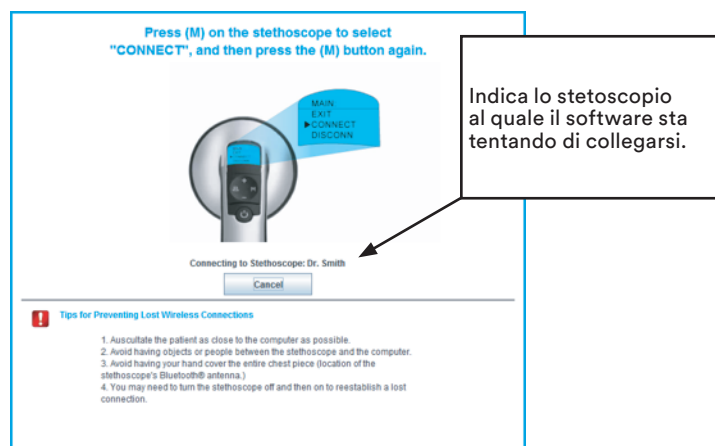 Press (M) on the stethoscope to select
"CONNECT", and then press the (M) button again.
MAIN:
EXIT
▶CONNECT
DISCONN
Indica lo stetoscopio
al quale il software sta
tentando di collegarsi.
Connecting to Stethoscope: Dr. Smith
Cancel
Tips for Preventing Lost Wireless Connections
1. Auscultate the patient as close to the computer as possible.
2. Avoid having objects or people between the stethoscope and the computer.
3. Avoid having your hand cover the entire chest piece (location of the
stethoscope's Bluetooth® antenna.)
4. You may need to turn the stethoscope off and then on to reestablish a lost
connection.